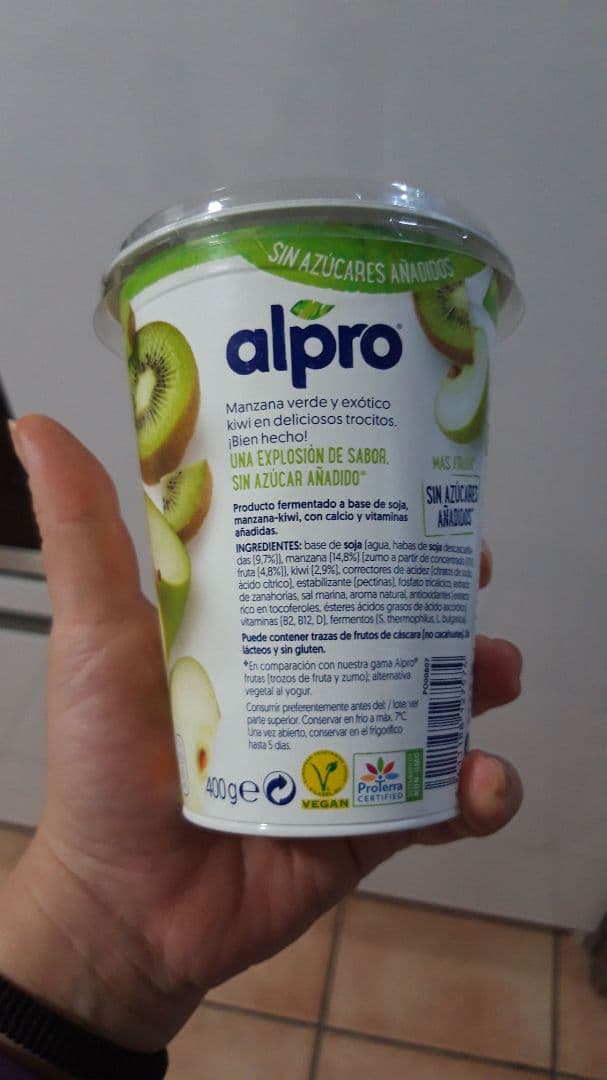 SIN AZÚCARES AÑADIDOS
alpro
Manzana verde y exótico
kiwi en deliciosos trocitos.
¡Bien hecho!
UNA EXPLOSIÓN DE SABOR.
SIN AZÚCAR AÑADIDO*
MÁS FRUTA*
SIN AZÚCARES
AÑADIDOS
Producto fermentado a base de soja,
manzana-kiwi, con calcio y vitaminas
añadidas.
INGREDIENTES: base de soja (agua, habas de soja
das (9,7%)), manzana (14,8%) (zumo a partir de concentrado
fruta (4,8%)), kiwi (2,9%), correctores de acidez (citratos de
ácido cítrico), estabilizante (pectinas), fosfato tricálcico,
de zanahorias, sal marina, aroma natural, antioxidantes
rico en tocoferoles, ésteres ácidos grasos de ácido
vitaminas (B2, B12, D), fermentos (S. thermophilus, L.
Puede contener trazas de frutos de cáscara (no cacahuetes).
lácteos y sin gluten.
*En comparación con nuestra gama Alpro®
frutas (trozos de fruta y zumo); alternativa
vegetal al yogur.
Consumir preferentemente antes del: / lote: ver
parte superior. Conservar en frío a máx. 7°C.
Una vez abierto, conservar en el frigorífico
hasta 5 días.
400 g e
VEGAN
ProTerra
CERTIFIED
NON-GMO